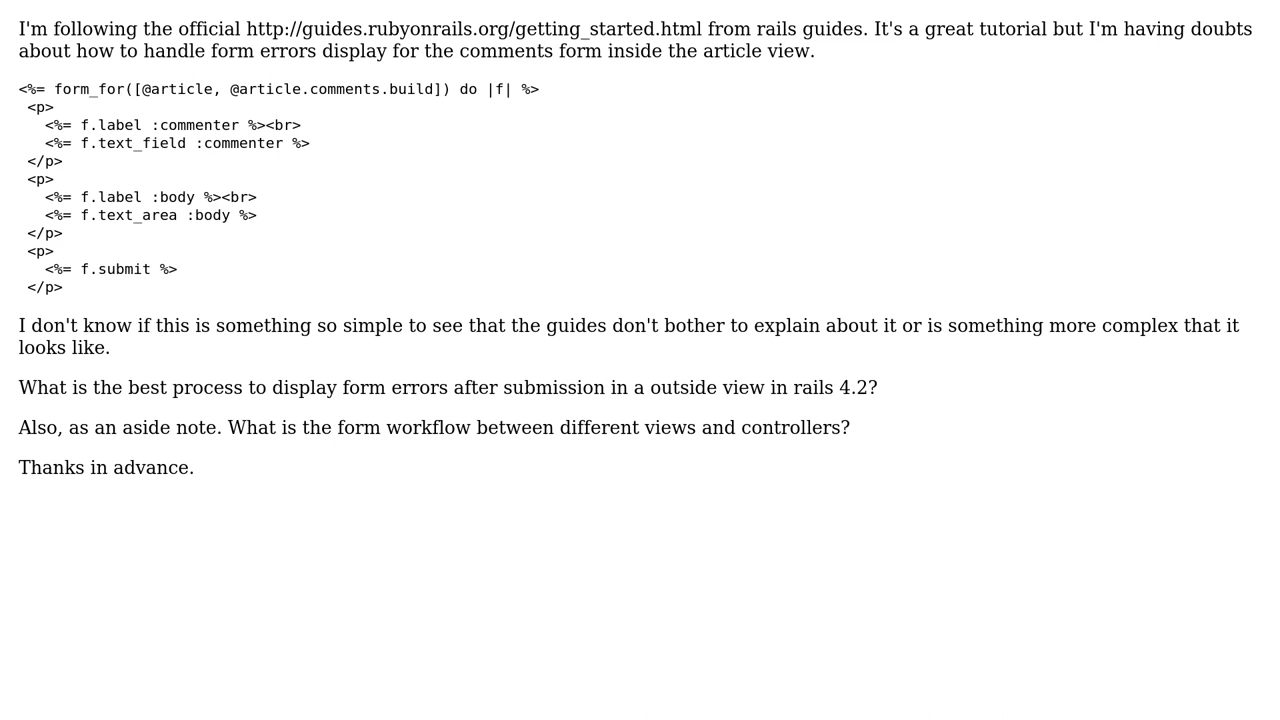 I'm following the official http://guides.rubyonrails.org/getting_started.html from rails guides. It's a great tutorial but I'm having doubts
about how to handle form errors display for the comments form inside the article view.
<%= form_for([@article, @article.comments.build]) do |f| %>
 <p>
   <%= f.label :commenter %><br>
   <%= f.text_field :commenter %>
 </p>
 <p>
   <%= f.label :body %><br>
   <%= f.text_area :body %>
 </p>
 <p>
   <%= f.submit %>
 </p>
I don't know if this is something so simple to see that the guides don't bother to explain about it or is something more complex that it
looks like.
What is the best process to display form errors after submission in a outside view in rails 4.2?
Also, as an aside note. What is the form workflow between different views and controllers?
Thanks in advance.